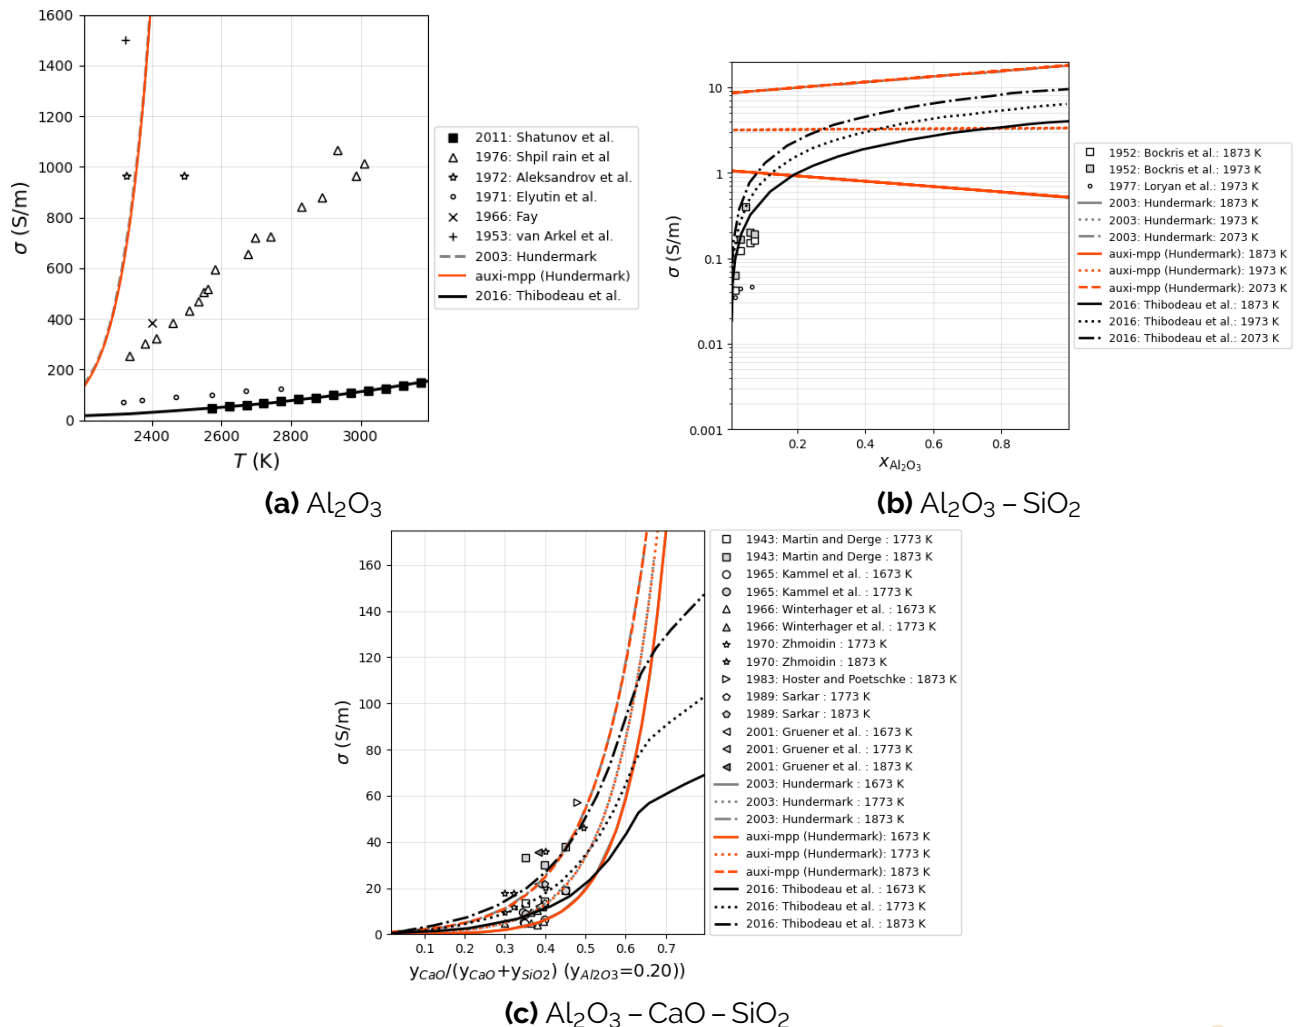 1600
1400
1200
1000
800
600
400
200
0
σ (S/m)
2400
2600
2800
3000
T (K)
2011: Shatunov et al.
1976: Shpil rain et al
1972: Aleksandrov et al.
1971: Elyutin et al.
1966: Fay
1953: van Arkel et al.
2003: Hundermark
auxi-mpp (Hundermark)
2016: Thibodeau et al.
(a) Al₂O₃
10
1
0.1
0.01
0.001
σ (S/m)
0.2
0.4
0.6
0.8
x_Al₂O₃
1952: Bockris et al.: 1873 K
1952: Bockris et al.: 1973 K
1977: Loryan et al.: 1973 K
2003: Hundermark: 1873 K
2003: Hundermark: 1973 K
2003: Hundermark: 2073 K
auxi-mpp (Hundermark): 1873 K
auxi-mpp (Hundermark): 1973 K
auxi-mpp (Hundermark): 2073 K
2016: Thibodeau et al.: 1873 K
2016: Thibodeau et al.: 1973 K
2016: Thibodeau et al.: 2073 K
(b) Al₂O₃ – SiO₂
160
140
120
100
80
60
40
20
0
σ (S/m)
0.1
0.2
0.3
0.4
0.5
0.6
0.7
y_CaO/(y_CaO+y_SiO2) (y_Al2O3=0.20))
1943: Martin and Derge : 1773 K
1943: Martin and Derge : 1873 K
1965: Kammel et al. : 1673 K
1965: Kammel et al. : 1773 K
1966: Winterhager et al. : 1673 K
1966: Winterhager et al. : 1773 K
1970: Zhmoidin : 1773 K
1970: Zhmoidin : 1873 K
1983: Hoster and Poetschke : 1873 K
1989: Sarkar : 1773 K
1989: Sarkar : 1873 K
2001: Gruener et al. : 1673 K
2001: Gruener et al. : 1773 K
2001: Gruener et al. : 1873 K
2003: Hundermark : 1673 K
2003: Hundermark : 1773 K
2003: Hundermark : 1873 K
auxi-mpp (Hundermark): 1673 K
auxi-mpp (Hundermark): 1773 K
auxi-mpp (Hundermark): 1873 K
2016: Thibodeau et al. : 1673 K
2016: Thibodeau et al. : 1773 K
2016: Thibodeau et al. : 1873 K
(c) Al₂O₃ – CaO – SiO₂